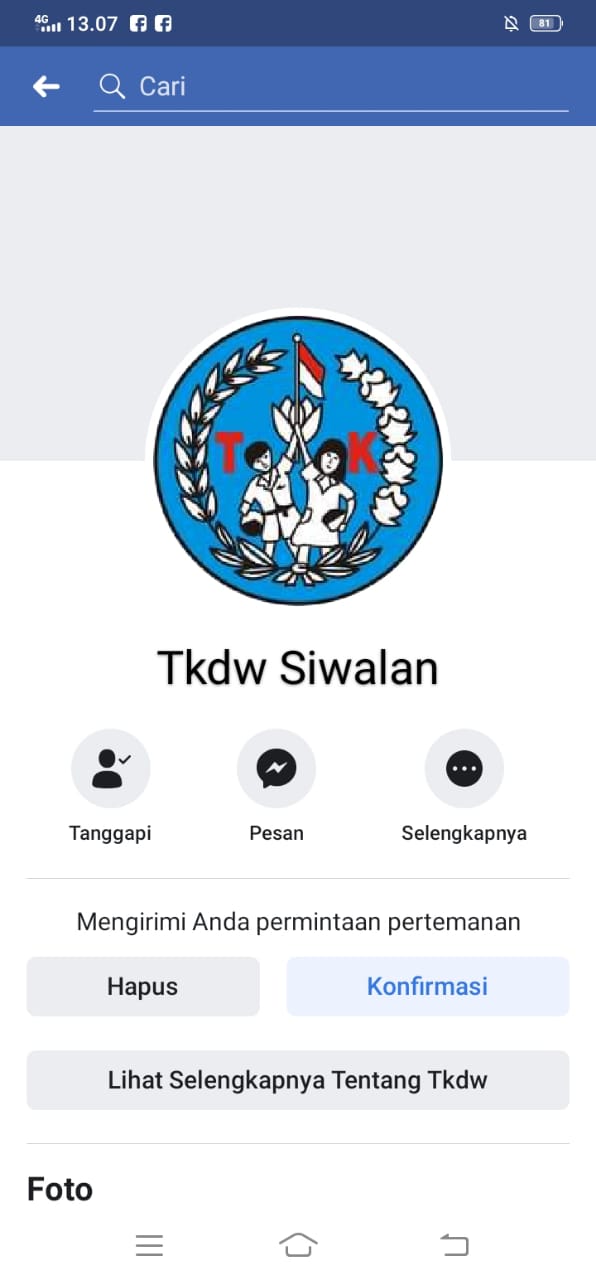 4G 13.07 81
Cari
T K
Tkdw Siwalan
Tanggapi Pesan Selengkapnya
Mengirimi Anda permintaan pertemanan
Hapus Konfirmasi
Lihat Selengkapnya Tentang Tkdw
Foto